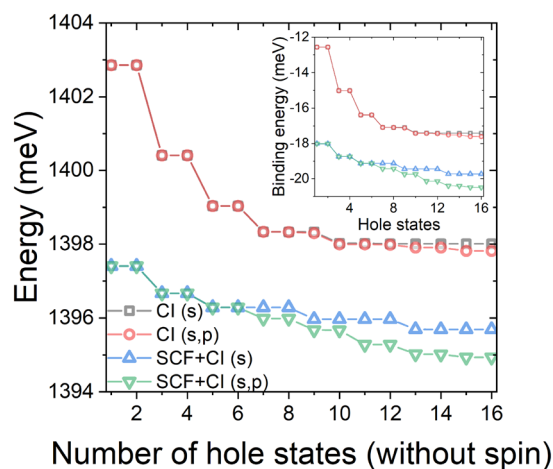 1404
1402
1400
1398
1396
1394
Energy (meV)
2 4 6 8 10 12 14 16
Number of hole states (without spin)
CI (s)
CI (s,p)
SCF+CI (s)
SCF+CI (s,p)
-12
-14
-16
-18
-20
Binding energy (meV)
4 8 12 16
Hole states